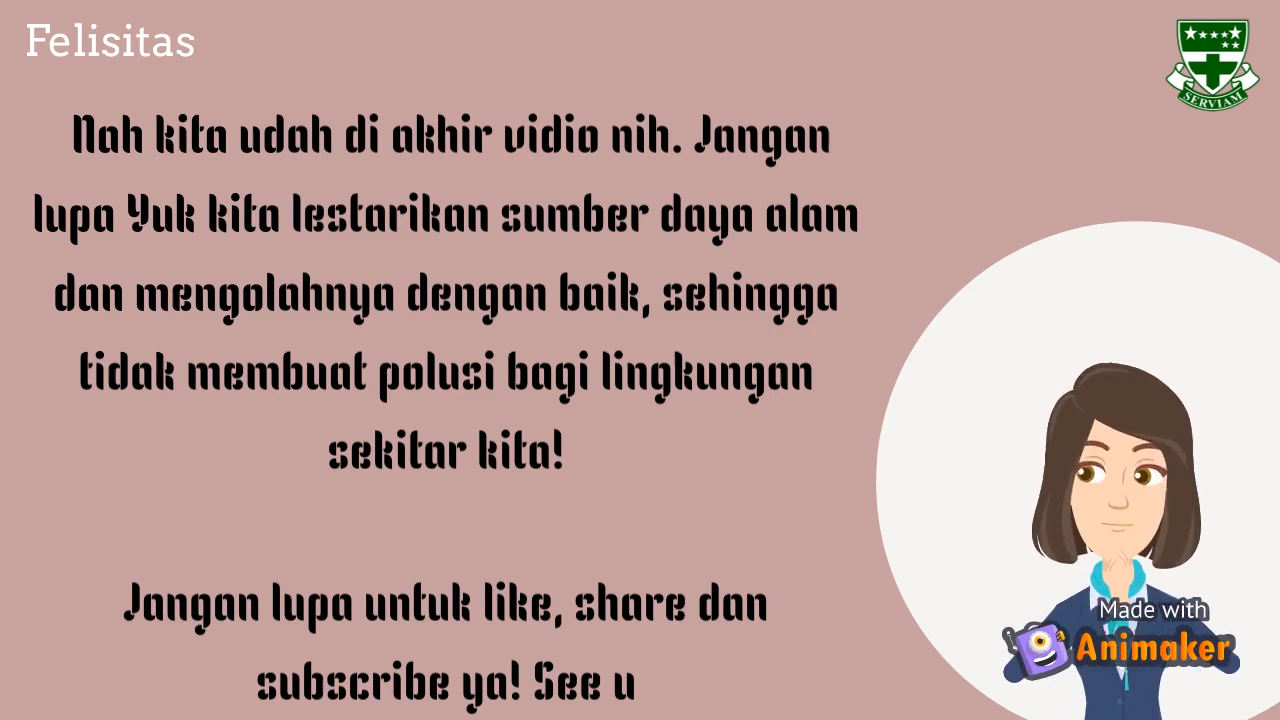 Felisitas
SERVIAM
Nah kita udah di akhir vidio nih. Jangan
lupa Yuk kita lestarikan sumber daya alam
dan mengolahnya dengan baik, sehingga
tidak membuat polusi bagi lingkungan
sekitar kita!
Jangan lupa untuk like, share dan
subscribe ya! See u
Made with
Animaker